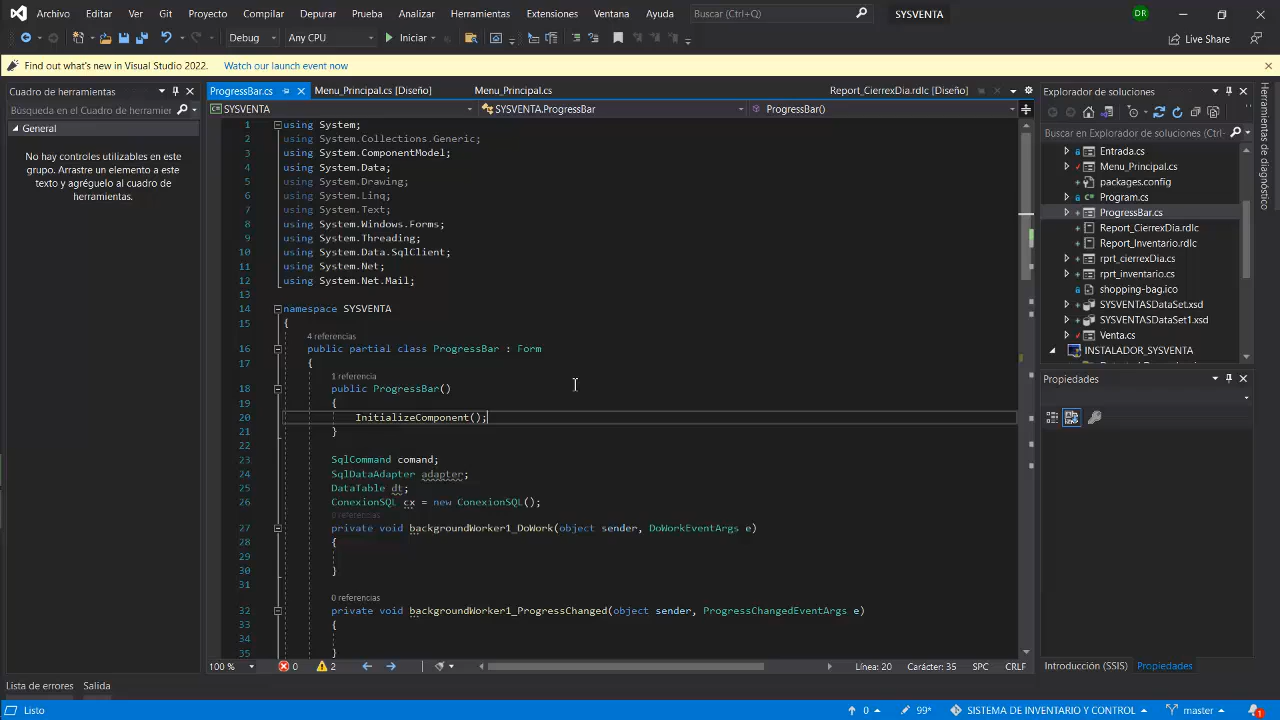 Archivo Editar Ver Git Proyecto Compilar Depurar Prueba Analizar Herramientas Extensiones Ventana Ayuda Buscar (Ctrl+Q) SYSVENTA DR
Debug Any CPU Iniciar Live Share
Find out what's new in Visual Studio 2022. Watch our launch event now
Cuadro de herramientas
Búsqueda en el Cuadro de herramier
General
No hay controles utilizables en este
grupo. Arrastre un elemento a este
texto y agréguelo al cuadro de
herramientas.
ProgressBar.cs Menu_Principal.cs [Diseño] Menu_Principal.cs Report_CierrexDia.rdlc [Diseño]
SYSVENTA SYSVENTA.ProgressBar ProgressBar()
1 using System;
2 using System.Collections.Generic;
3 using System.ComponentModel;
4 using System.Data;
5 using System.Drawing;
6 using System.Linq;
7 using System.Text;
8 using System.Windows.Forms;
9 using System.Threading;
10 using System.Data.SqlClient;
11 using System.Net;
12 using System.Net.Mail;
13
14 namespace SYSVENTA
15 {
4 referencias
16 public partial class ProgressBar : Form
17 {
1 referencia
18 public ProgressBar()
19 {
20 InitializeComponent();
21 }
22
23 SqlCommand comand;
24 SqlDataAdapter adapter;
25 DataTable dt;
26 ConexionSQL cx = new ConexionSQL();
0 referencias
27 private void backgroundWorker1_DoWork(object sender, DoWorkEventArgs e)
28 {
29
30 }
31
0 referencias
32 private void backgroundWorker1_ProgressChanged(object sender, ProgressChangedEventArgs e)
33 {
34
35 }
100 % 0 2 Línea: 20 Carácter: 35 SPC CRLF
Explorador de soluciones
Buscar en Explorador de soluciones (Ctrl+
Entrada.cs
Menu_Principal.cs
packages.config
Program.cs
ProgressBar.cs
Report_CierrexDia.rdlc
Report_Inventario.rdlc
rprt_cierrexDia.cs
rprt_inventario.cs
shopping-bag.ico
SYSVENTASDataSet.xsd
SYSVENTASDataSet1.xsd
Venta.cs
INSTALADOR_SYSVENTA
Propiedades
Introducción (SSIS) Propiedades
Herramientas de diagnóstico
Lista de errores Salida
Listo 0 99* SISTEMA DE INVENTARIO Y CONTROL master 1